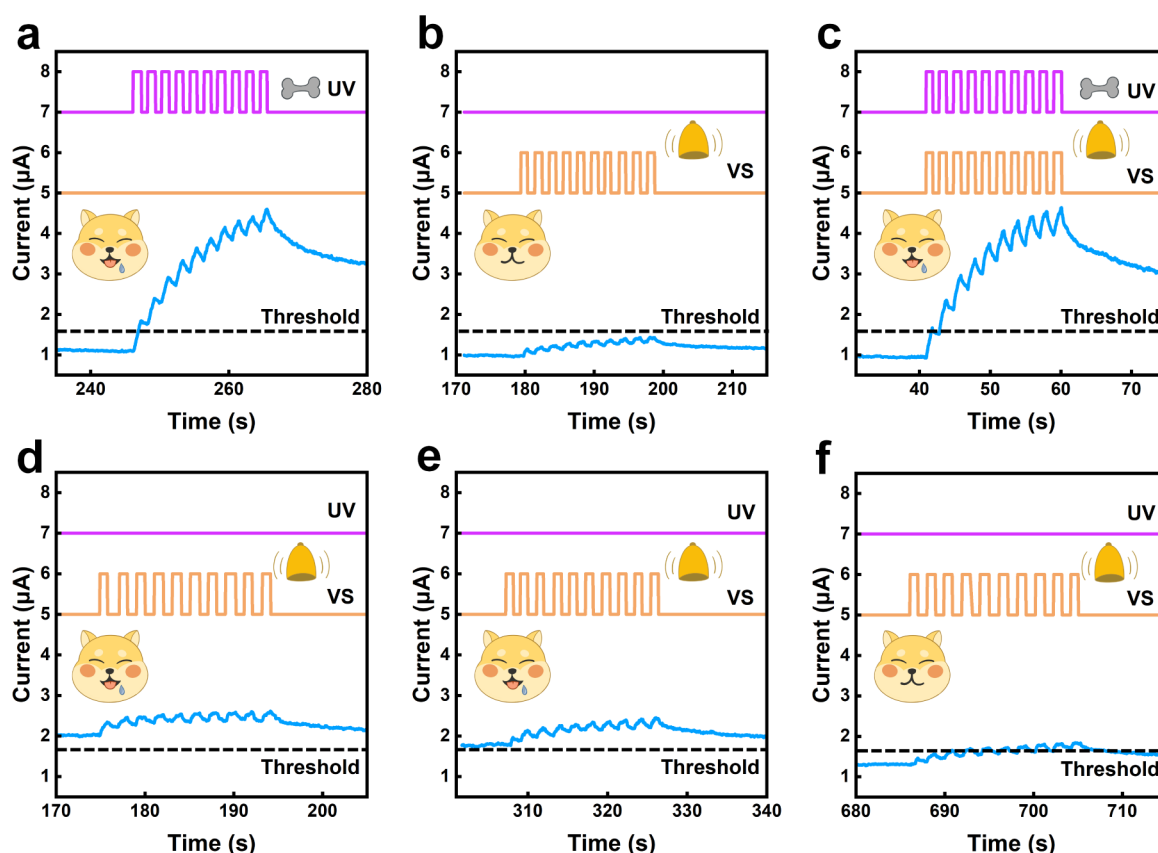 a
8
7
6
5
4
3
2
1
UV
Threshold
Current (µA)
240
260
280
Time (s)
b
8
7
6
5
4
3
2
1
VS
Threshold
Current (µA)
170
180
190
200
210
Time (s)
c
8
7
6
5
4
3
2
1
UV
VS
Threshold
Current (µA)
40
50
60
70
Time (s)
d
8
7
6
5
4
3
2
1
UV
VS
Threshold
Current (µA)
170
180
190
200
Time (s)
e
8
7
6
5
4
3
2
1
UV
VS
Threshold
Current (µA)
310
320
330
340
Time (s)
f
8
7
6
5
4
3
2
1
UV
VS
Threshold
Current (µA)
680
690
700
710
Time (s)